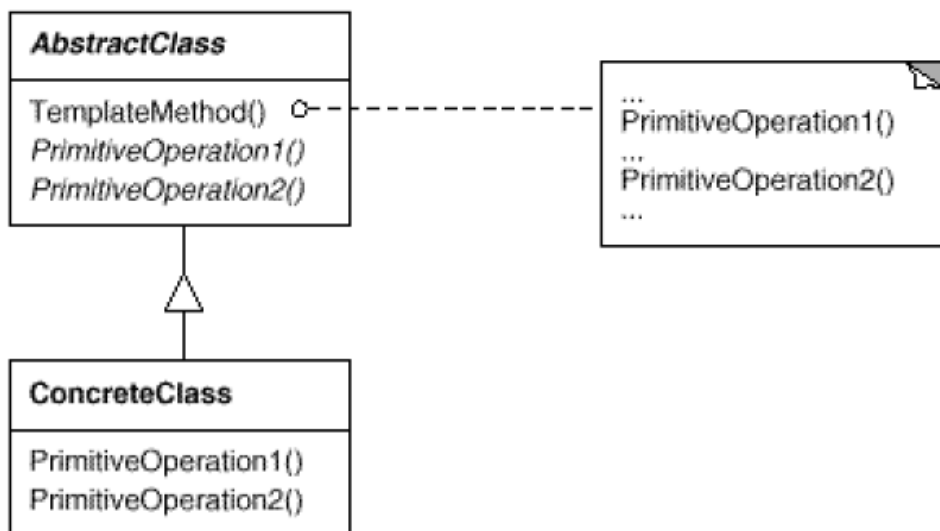 AbstractClass
TemplateMethod()
PrimitiveOperation1()
PrimitiveOperation2()
...
PrimitiveOperation1()
...
PrimitiveOperation2()
...
ConcreteClass
PrimitiveOperation1()
PrimitiveOperation2()